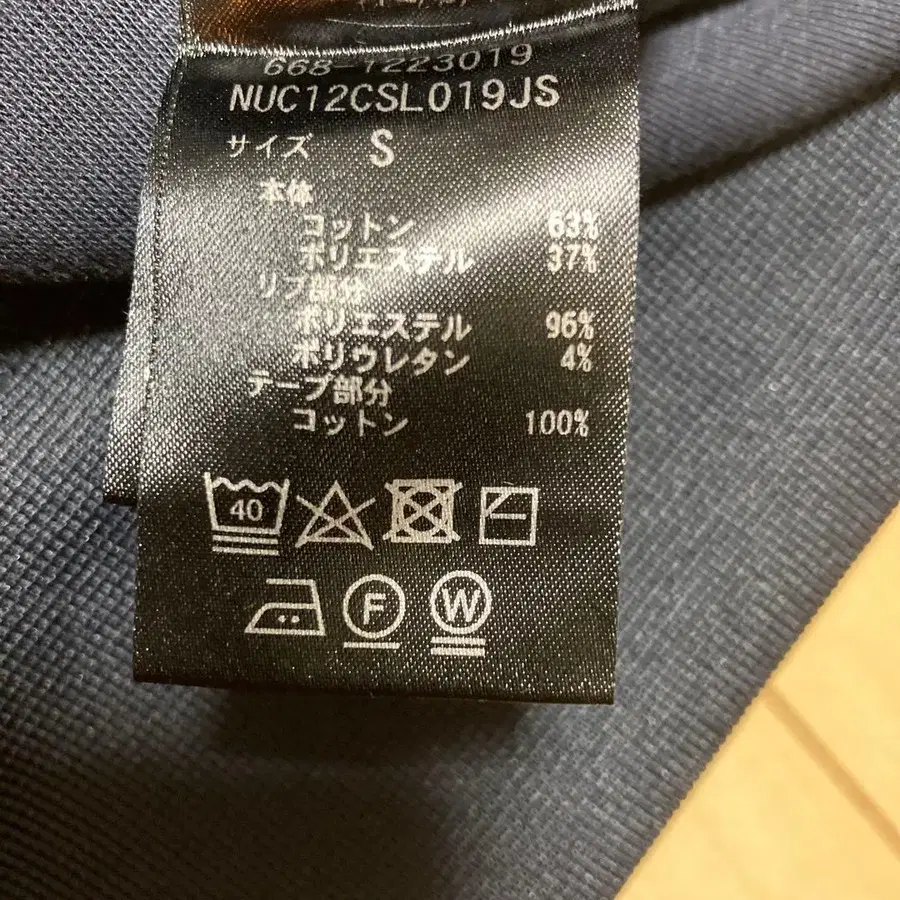 668-1223019
NUC12CSL019JS
サイズ S
本体
コットン 63%
ポリエステル 37%
リブ部分
ポリエステル 96%
ポリウレタン 4%
テープ部分
コットン 100%
40
F W